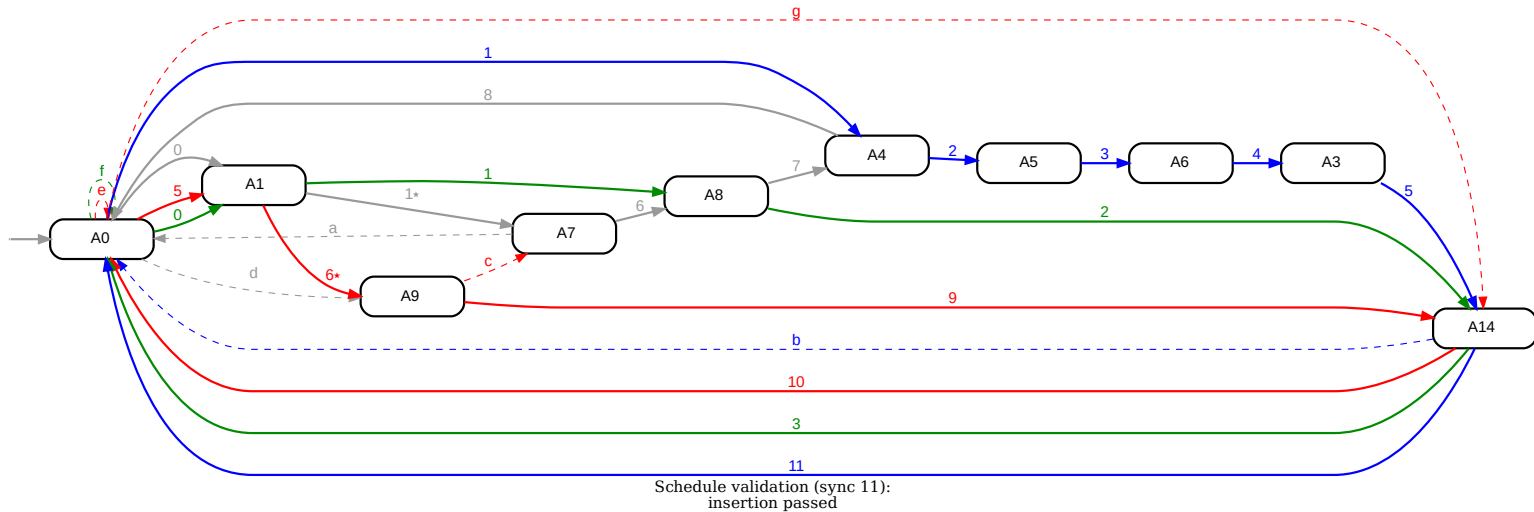 g
1
8
0
f
e
5
0
A0
A1
1
1⋆
a
d
6⋆
A9
c
A7
6
A8
7
A4
2
A5
3
A6
4
A3
5
2
9
A14
b
10
3
11
Schedule validation (sync 11):
insertion passed